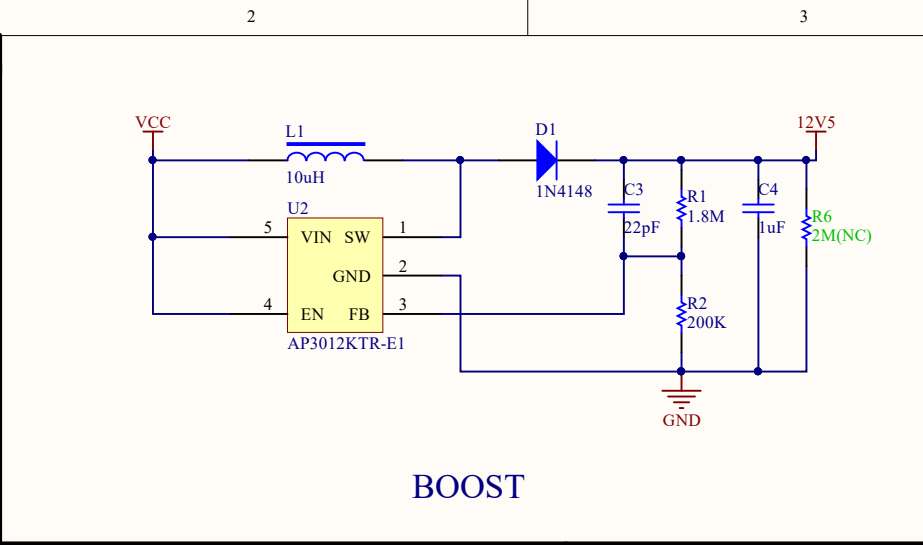 2
3
VCC
L1
10uH
D1
1N4148
12V5
U2
5
VIN
SW
1
GND
2
4
EN
FB
3
AP3012KTR-E1
C3
22pF
R1
1.8M
C4
1uF
R6
2M(NC)
R2
200K
GND
BOOST